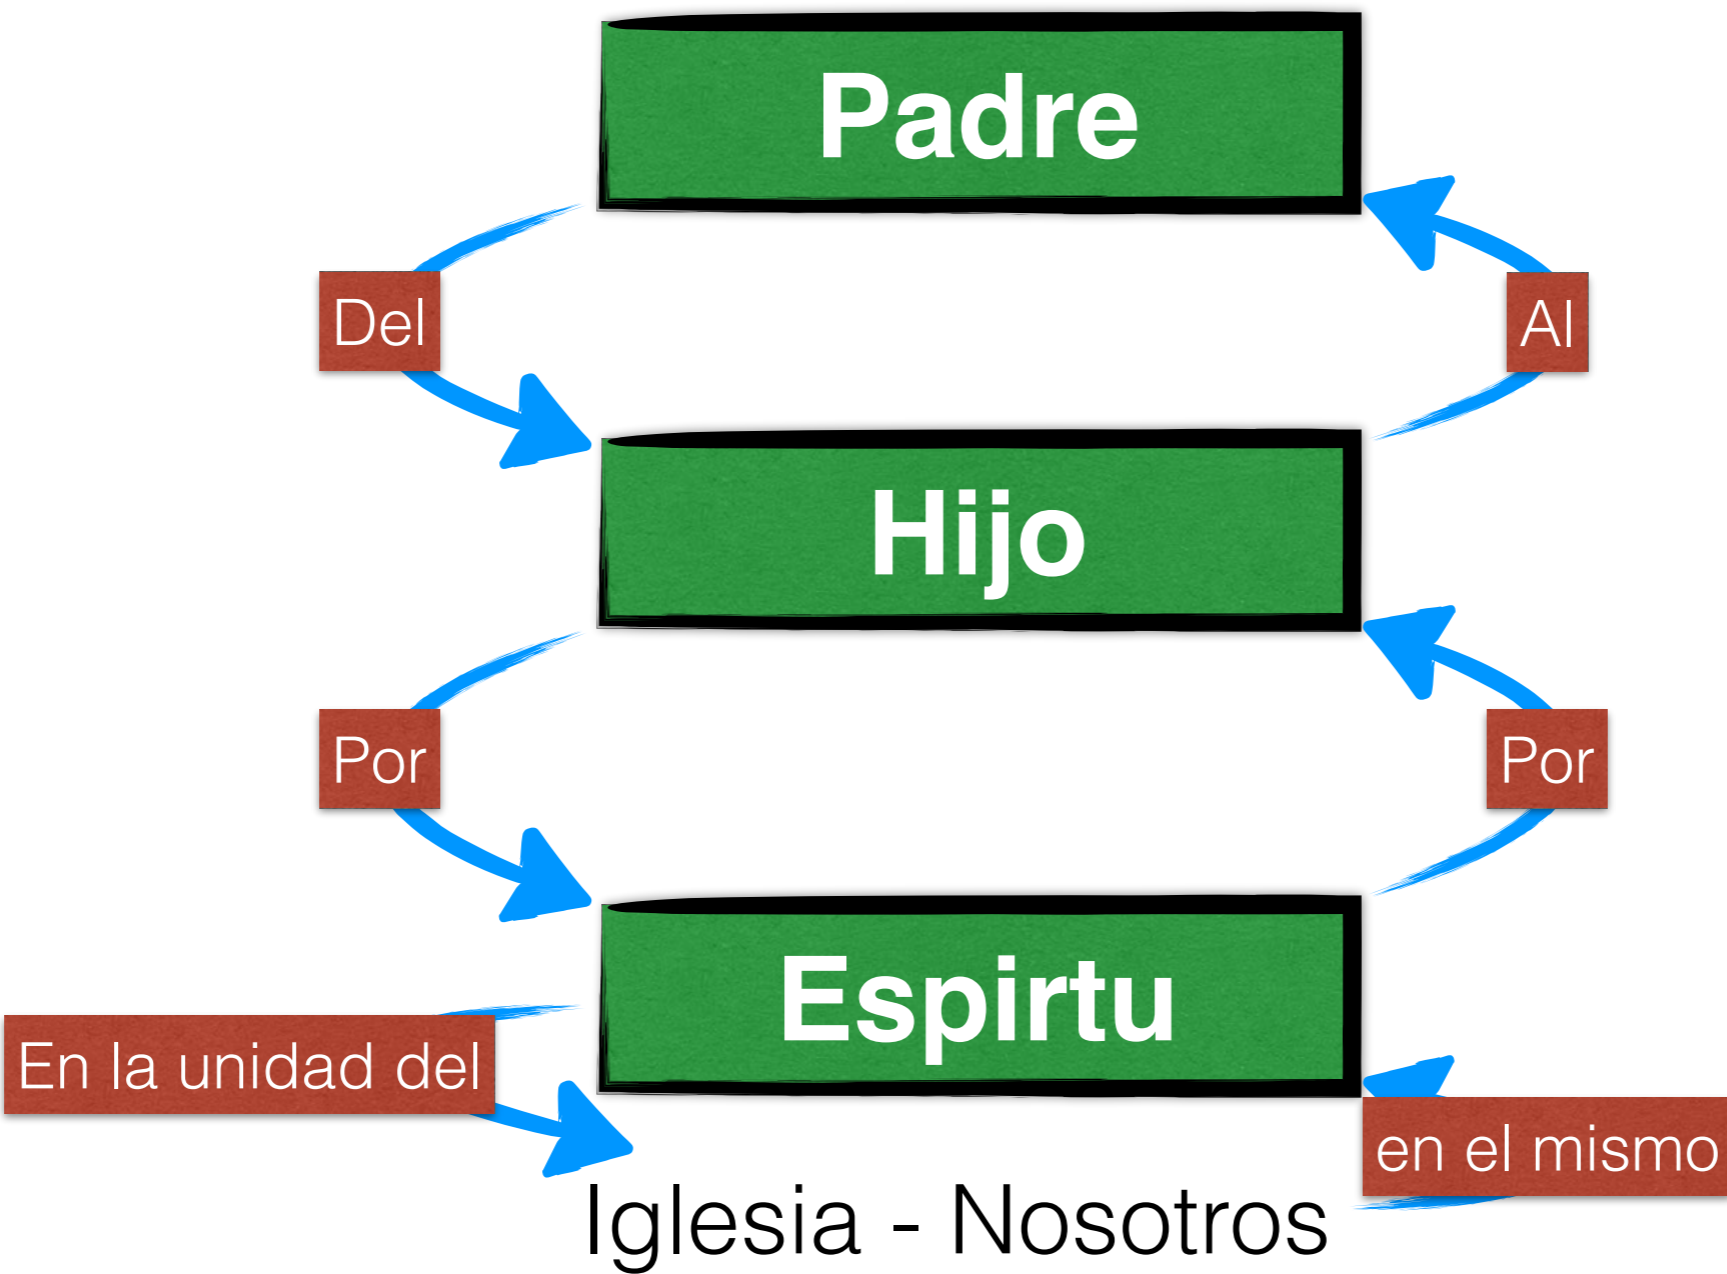 Padre
Del
Al
Hijo
Por
Por
Espirtu
En la unidad del
en el mismo
Iglesia - Nosotros